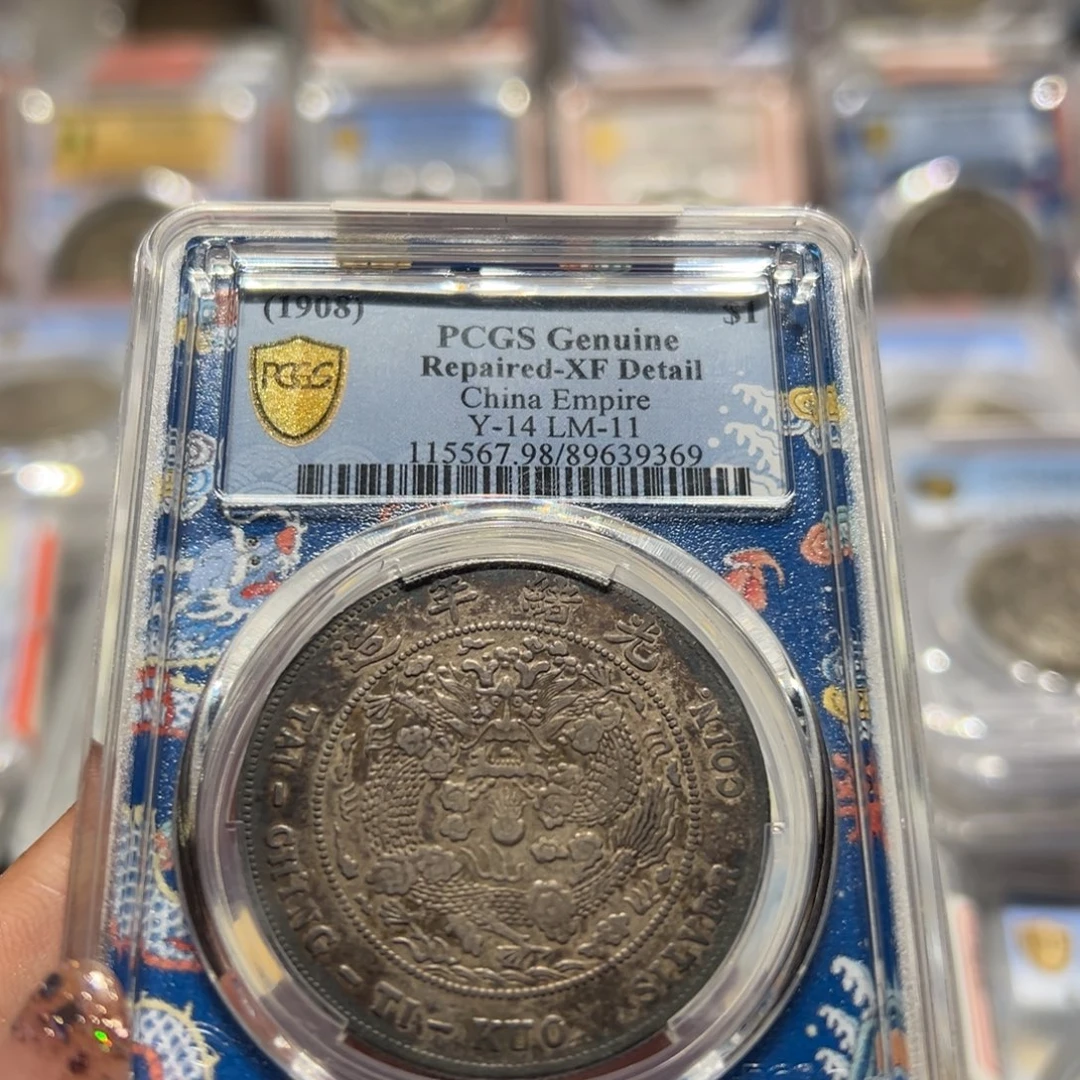 (1908) $1
PCGS Genuine
Repaired-XF Detail
China Empire
Y-14 LM-11
115567.98/89639369
PCGS
造年緒光
TAI-CHING-TI-KUO SILVER COIN